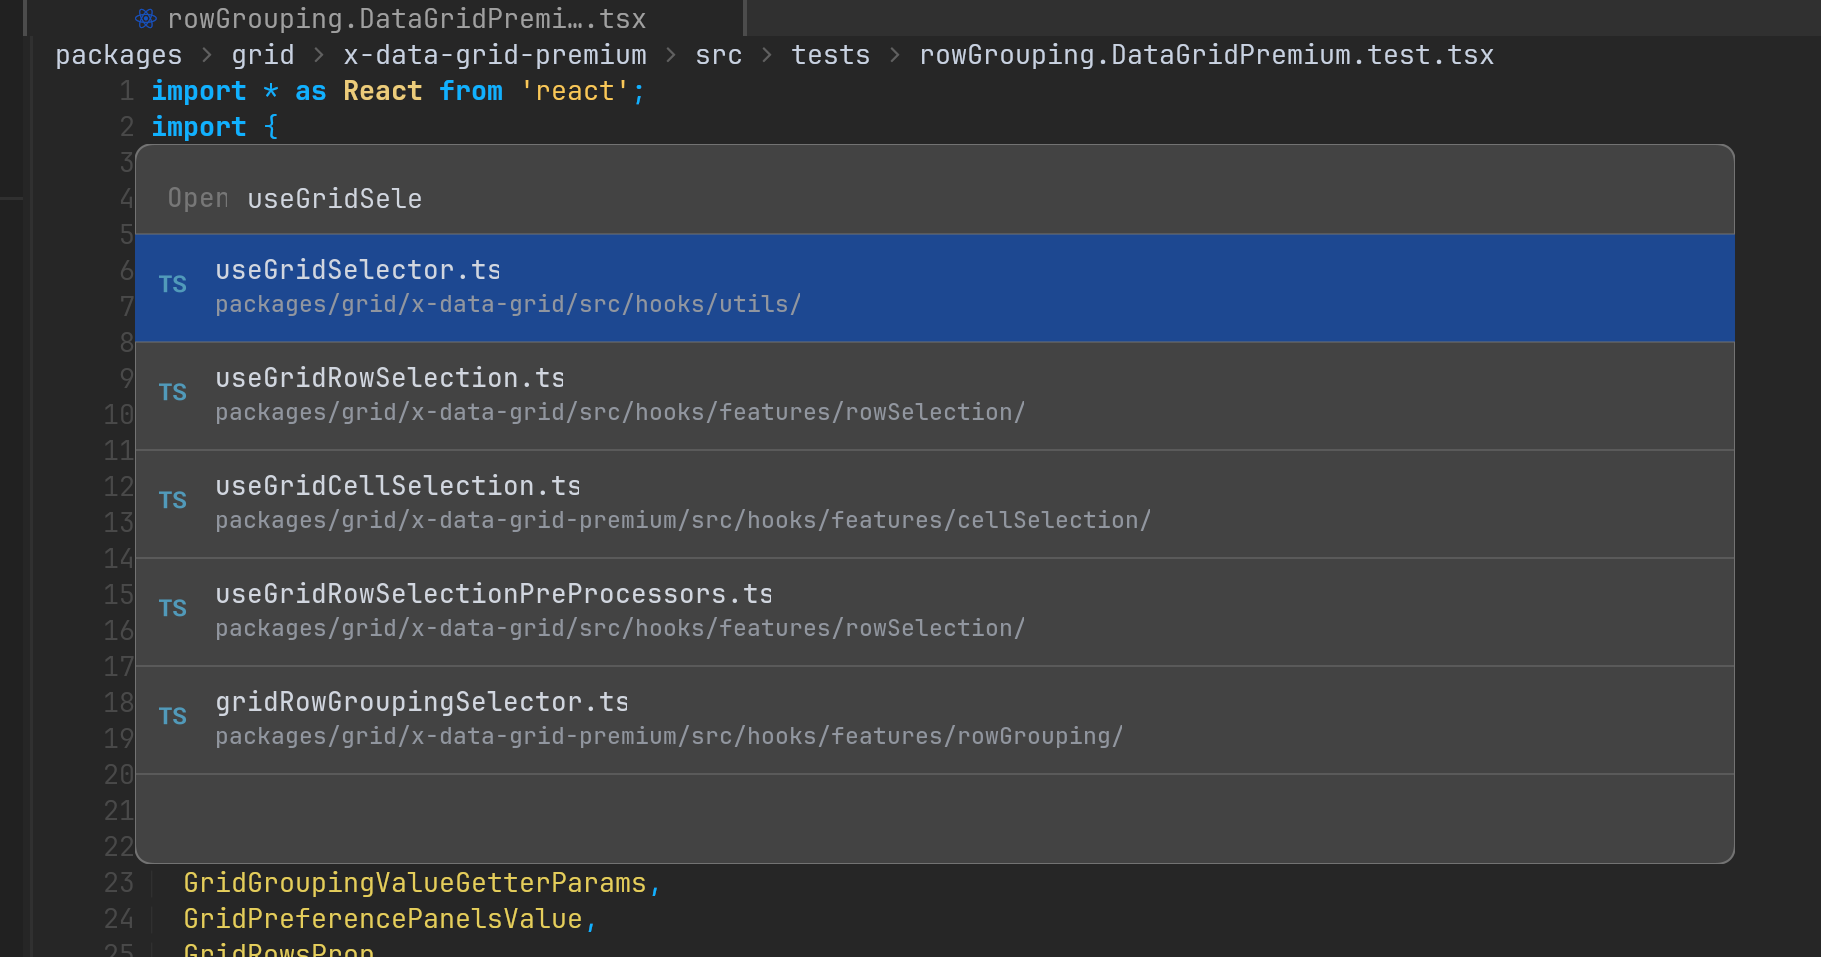 rowGrouping.DataGridPremi….tsx
packages > grid > x-data-grid-premium > src > tests > rowGrouping.DataGridPremium.test.tsx
1 import * as React from 'react';
2 import {
3
4 Open useGridSele
5
6 TS useGridSelector.ts
7 packages/grid/x-data-grid/src/hooks/utils/
8
9 TS useGridRowSelection.ts
10 packages/grid/x-data-grid/src/hooks/features/rowSelection/
11
12 TS useGridCellSelection.ts
13 packages/grid/x-data-grid-premium/src/hooks/features/cellSelection/
14
15 TS useGridRowSelectionPreProcessors.ts
16 packages/grid/x-data-grid/src/hooks/features/rowSelection/
17
18 TS gridRowGroupingSelector.ts
19 packages/grid/x-data-grid-premium/src/hooks/features/rowGrouping/
20
21
22
23 GridGroupingValueGetterParams,
24 GridPreferencePanelsValue,
25 GridRowsProp